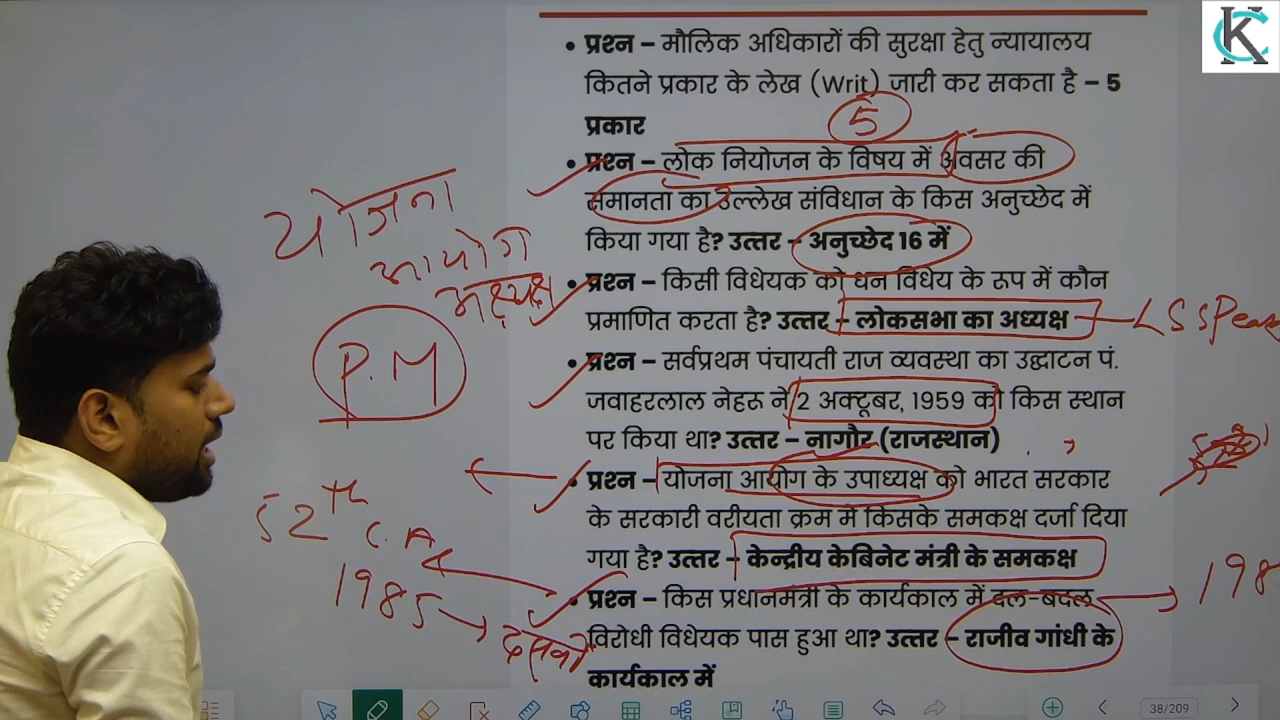 • प्रश्न – मौलिक अधिकारों की सुरक्षा हेतु न्यायालय
कितने प्रकार के लेख (Writ) जारी कर सकता है – 5
प्रकार
5
• प्रश्न – लोक नियोजन के विषय में अवसर की
समानता का उल्लेख संविधान के किस अनुच्छेद में
किया गया है? उत्तर – अनुच्छेद 16 में
• प्रश्न – किसी विधेयक को धन विधेय के रूप में कौन
प्रमाणित करता है? उत्तर – लोकसभा का अध्यक्ष
• प्रश्न – सर्वप्रथम पंचायती राज व्यवस्था का उद्घाटन पं.
जवाहरलाल नेहरू ने 2 अक्टूबर, 1959 को किस स्थान
पर किया था? उत्तर – नागौर (राजस्थान)
• प्रश्न – योजना आयोग के उपाध्यक्ष को भारत सरकार
के सरकारी वरीयता क्रम में किसके समकक्ष दर्जा दिया
गया है? उत्तर – केन्द्रीय केबिनेट मंत्री के समकक्ष
• प्रश्न – किस प्रधानमंत्री के कार्यकाल में दल-बदल
विरोधी विधेयक पास हुआ था? उत्तर – राजीव गांधी के
कार्यकाल में
योजना
आयोग
अध्यक्ष
P.M
LS Speak
52th
C.A
1985
198
KC
38/209